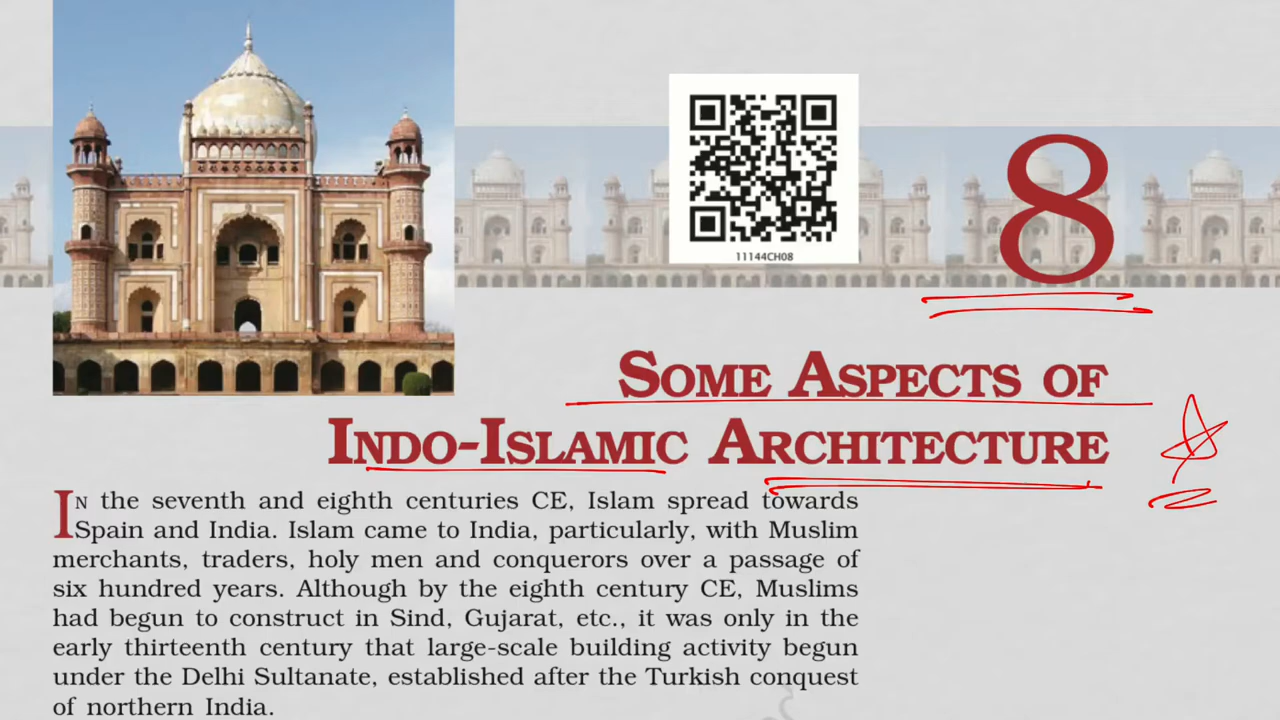 11144CH08
8
SOME ASPECTS OF
INDO-ISLAMIC ARCHITECTURE
IN the seventh and eighth centuries CE, Islam spread towards
Spain and India. Islam came to India, particularly, with Muslim
merchants, traders, holy men and conquerors over a passage of
six hundred years. Although by the eighth century CE, Muslims
had begun to construct in Sind, Gujarat, etc., it was only in the
early thirteenth century that large-scale building activity begun
under the Delhi Sultanate, established after the Turkish conquest
of northern India.